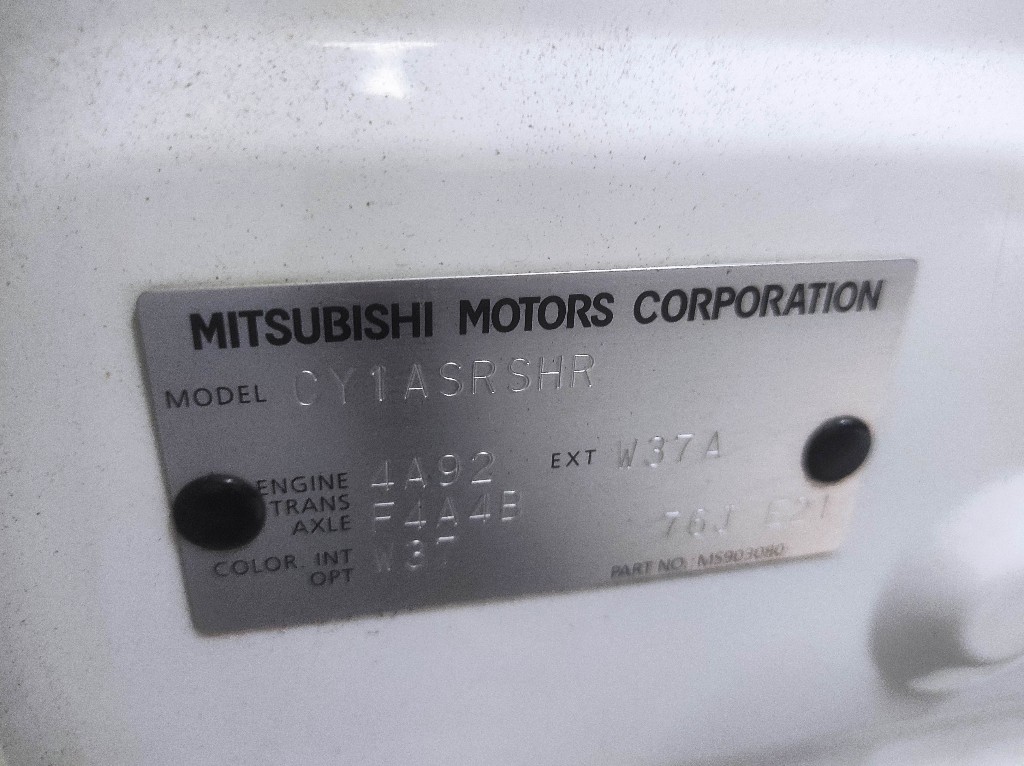 MITSUBISHI MOTORS CORPORATION
MODEL CY1ASRSHR
ENGINE 4A92 EXT W37A
TRANS AXLE F4A4B
76J E21
COLOR. INT W37
OPT
PART NO. MS903080